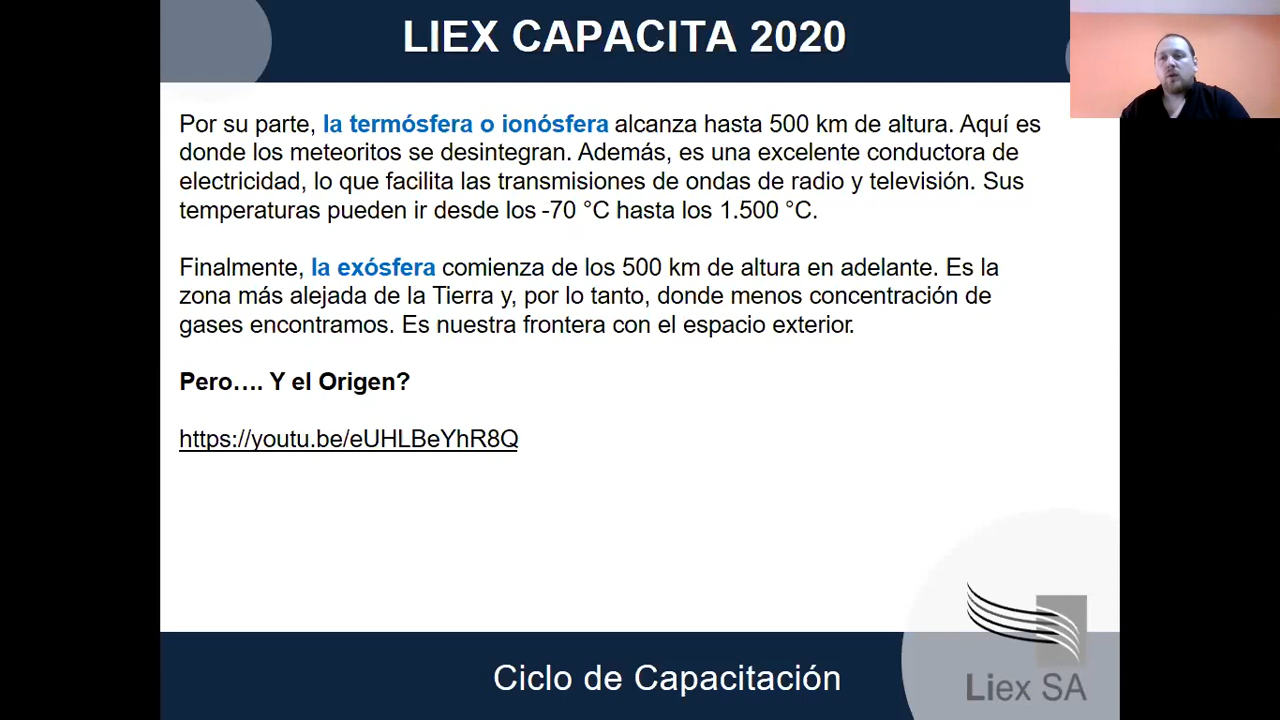 LIEX CAPACITA 2020
Por su parte, la termósfera o ionósfera alcanza hasta 500 km de altura. Aquí es
donde los meteoritos se desintegran. Además, es una excelente conductora de
electricidad, lo que facilita las transmisiones de ondas de radio y televisión. Sus
temperaturas pueden ir desde los -70 °C hasta los 1.500 °C.
Finalmente, la exósfera comienza de los 500 km de altura en adelante. Es la
zona más alejada de la Tierra y, por lo tanto, donde menos concentración de
gases encontramos. Es nuestra frontera con el espacio exterior.
Pero…. Y el Origen?
https://youtu.be/eUHLBeYhR8Q
Ciclo de Capacitación
Liex SA